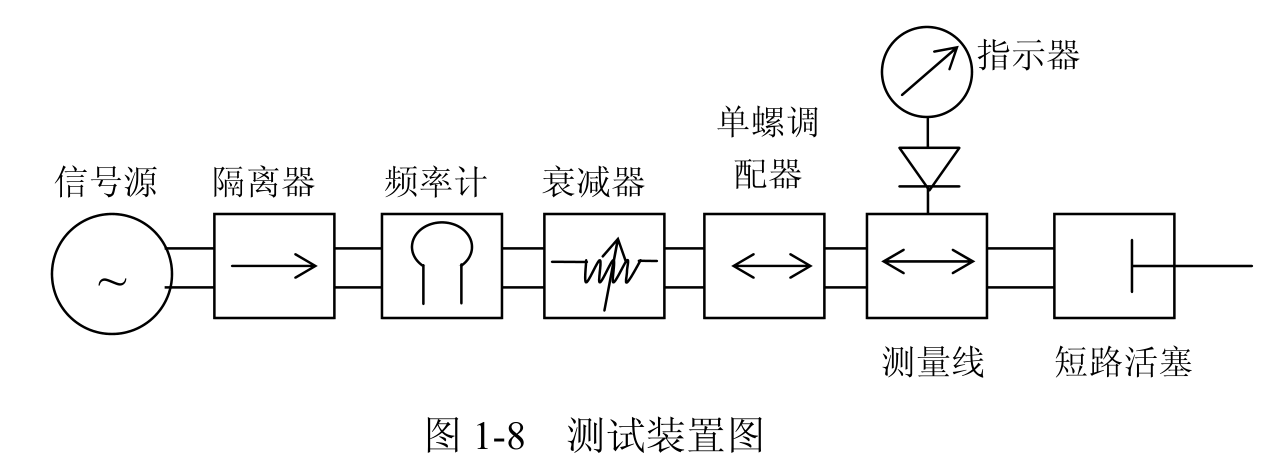 指示器
单螺调
配器
信号源
隔离器
频率计
衰减器
~
测量线
短路活塞
图 1-8 测试装置图